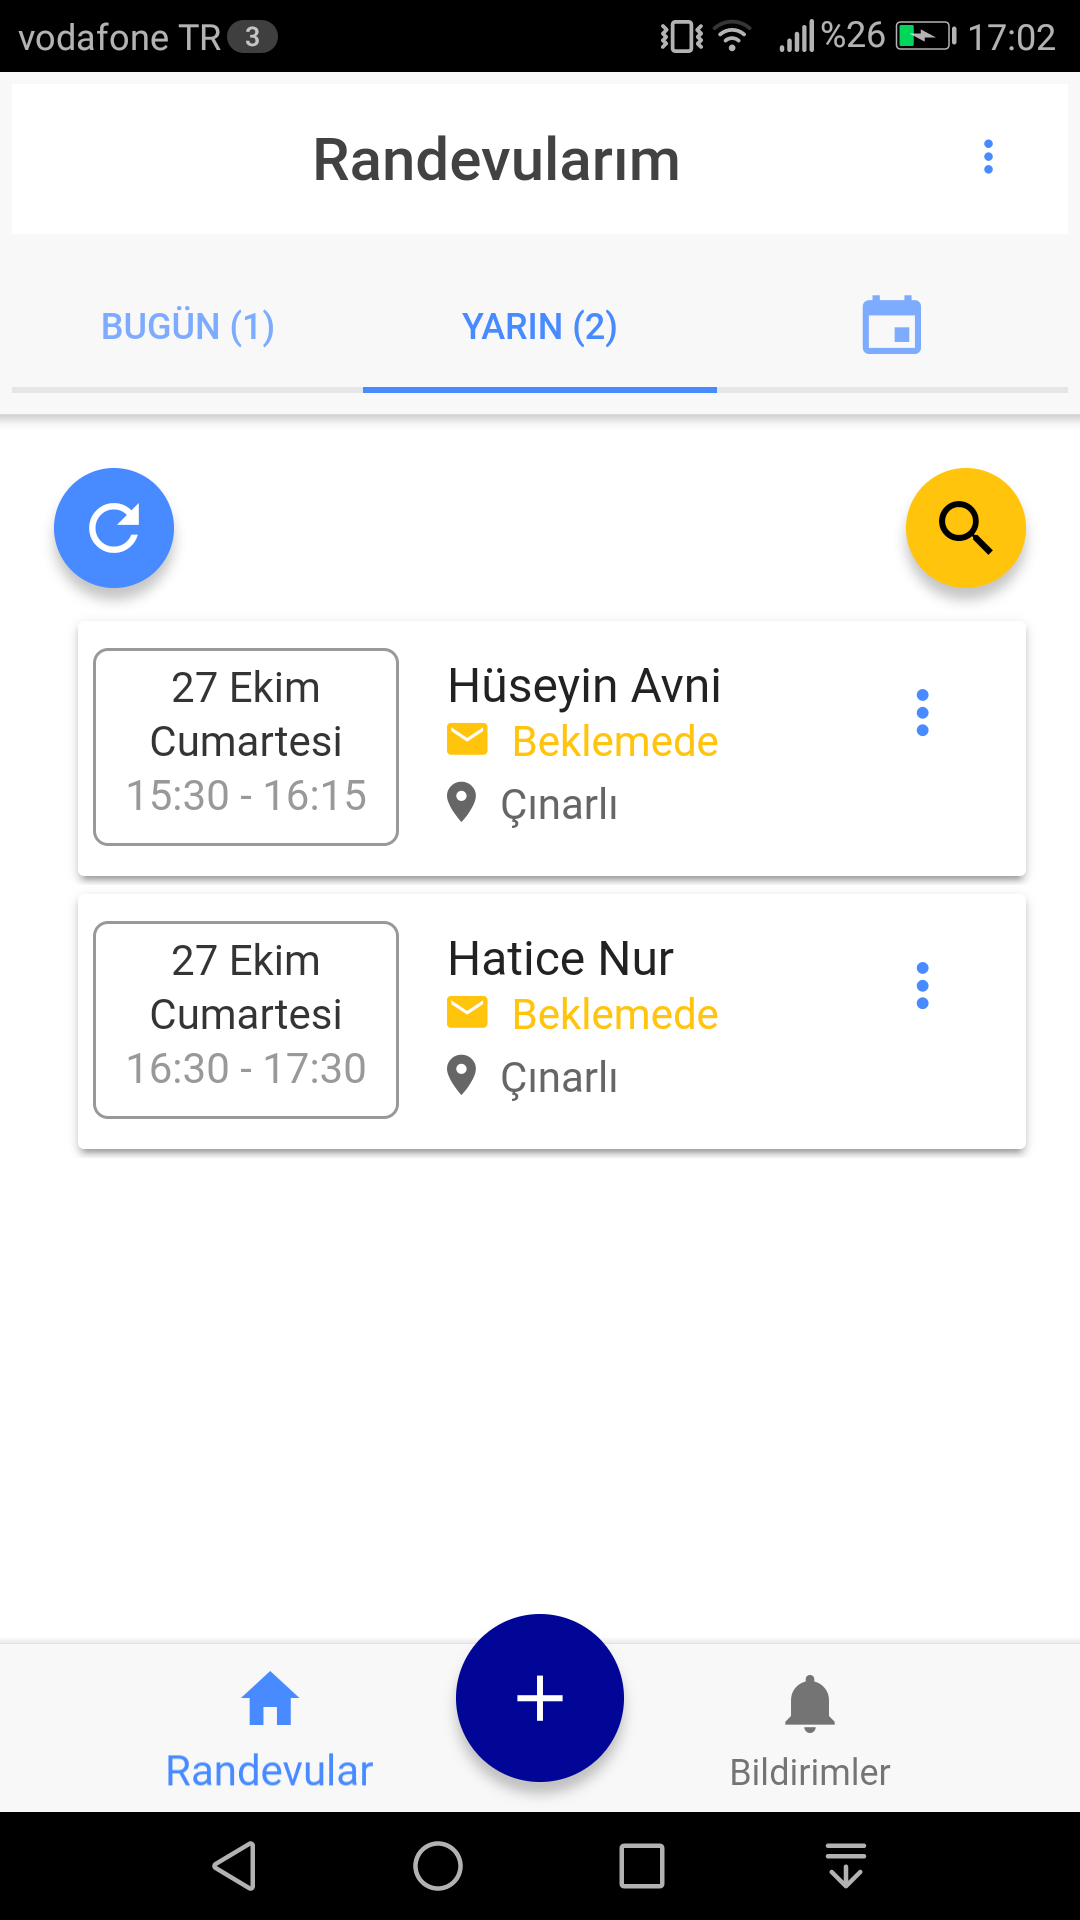 vodafone TR 3 %26 17:02
Randevularım
BUGÜN (1) YARIN (2)
27 Ekim
Cumartesi
15:30 - 16:15
Hüseyin Avni
Beklemede
Çınarlı
27 Ekim
Cumartesi
16:30 - 17:30
Hatice Nur
Beklemede
Çınarlı
Randevular
Bildirimler